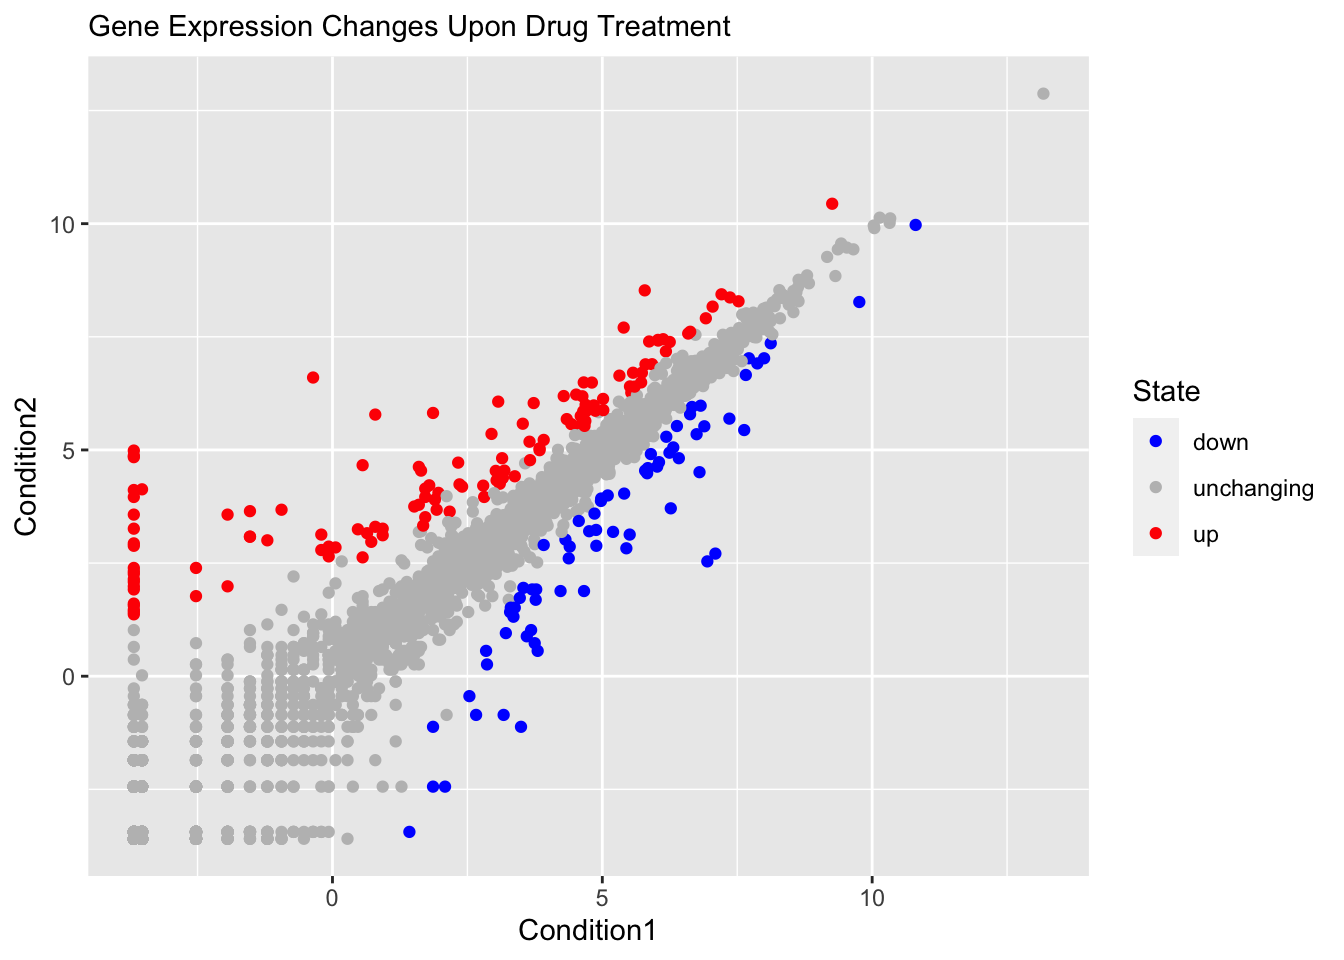 Gene Expression Changes Upon Drug Treatment
Condition2
10
5
0
0
5
10
Condition1
State
down
unchanging
up